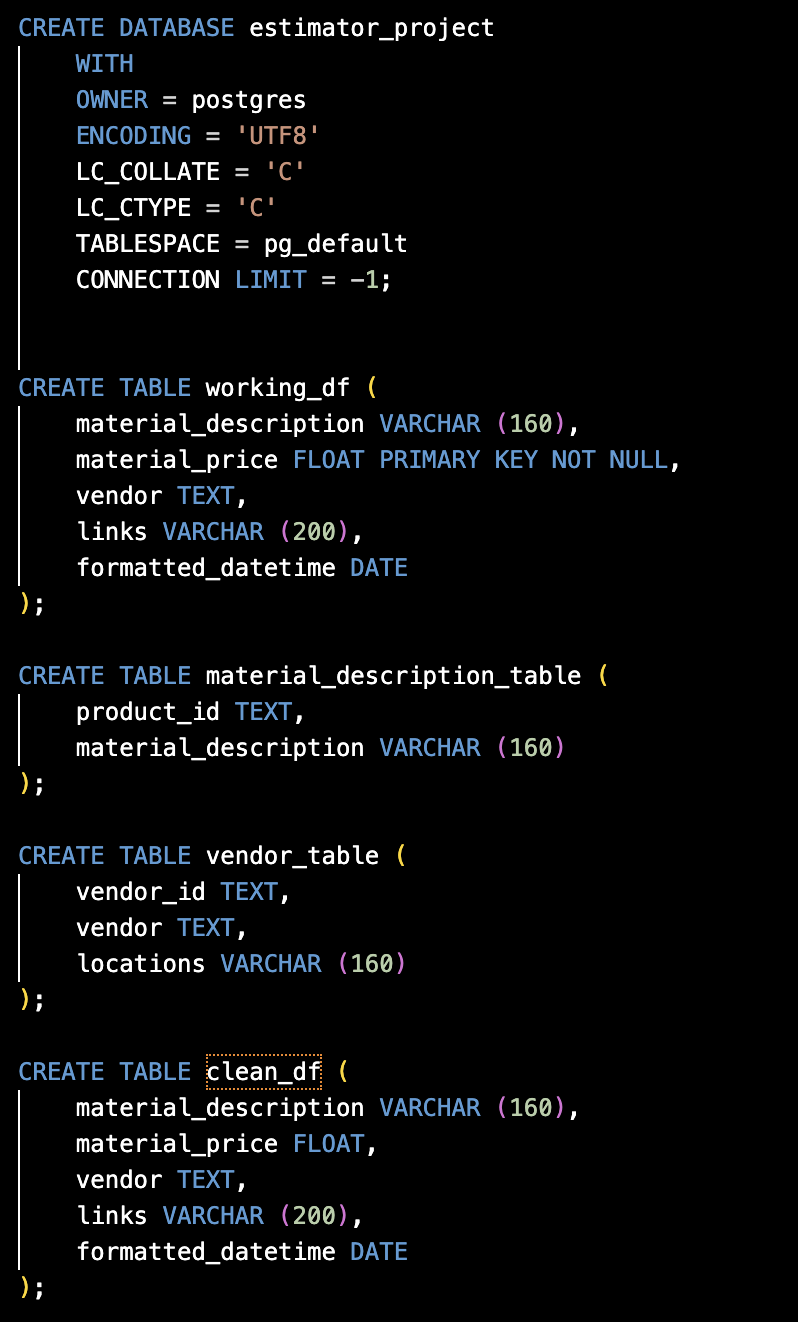 CREATE DATABASE estimator_project
    WITH
    OWNER = postgres
    ENCODING = 'UTF8'
    LC_COLLATE = 'C'
    LC_CTYPE = 'C'
    TABLESPACE = pg_default
    CONNECTION LIMIT = -1;
CREATE TABLE working_df (
    material_description VARCHAR (160),
    material_price FLOAT PRIMARY KEY NOT NULL,
    vendor TEXT,
    links VARCHAR (200),
    formatted_datetime DATE
);
CREATE TABLE material_description_table (
    product_id TEXT,
    material_description VARCHAR (160)
);
CREATE TABLE vendor_table (
    vendor_id TEXT,
    vendor TEXT,
    locations VARCHAR (160)
);
CREATE TABLE clean_df (
    material_description VARCHAR (160),
    material_price FLOAT,
    vendor TEXT,
    links VARCHAR (200),
    formatted_datetime DATE
);